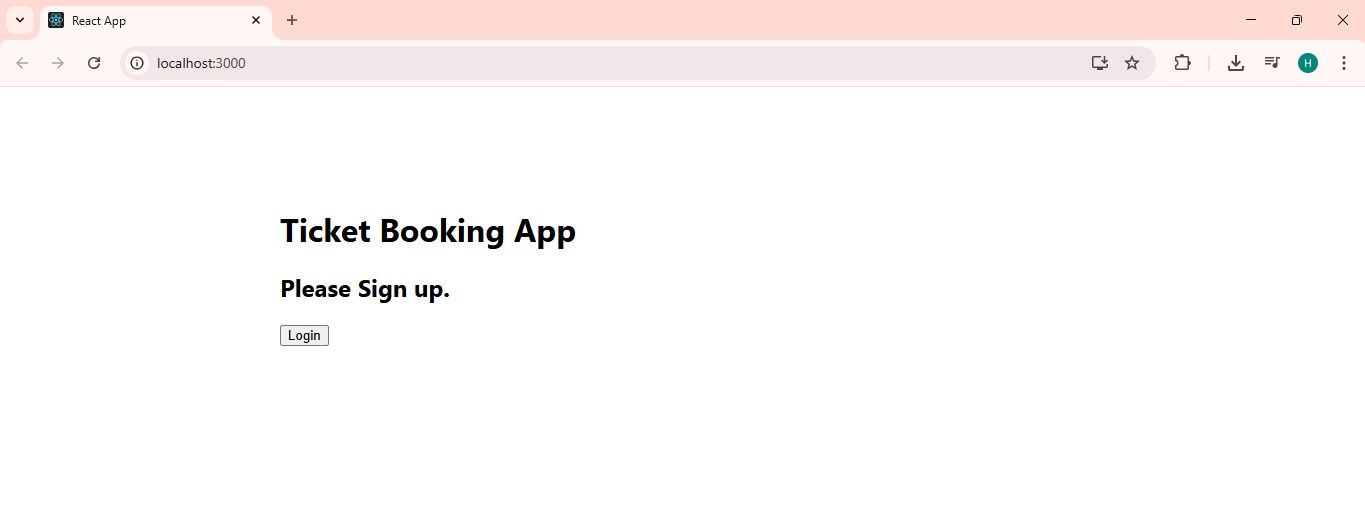 React App
localhost:3000
H
Ticket Booking App
Please Sign up.
Login